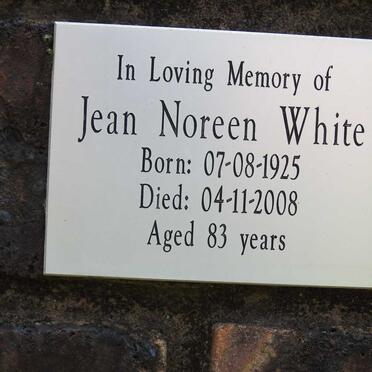 In Loving Memory of
Jean Noreen White
Born: 07-08-1925
Died: 04-11-2008
Aged 83 years